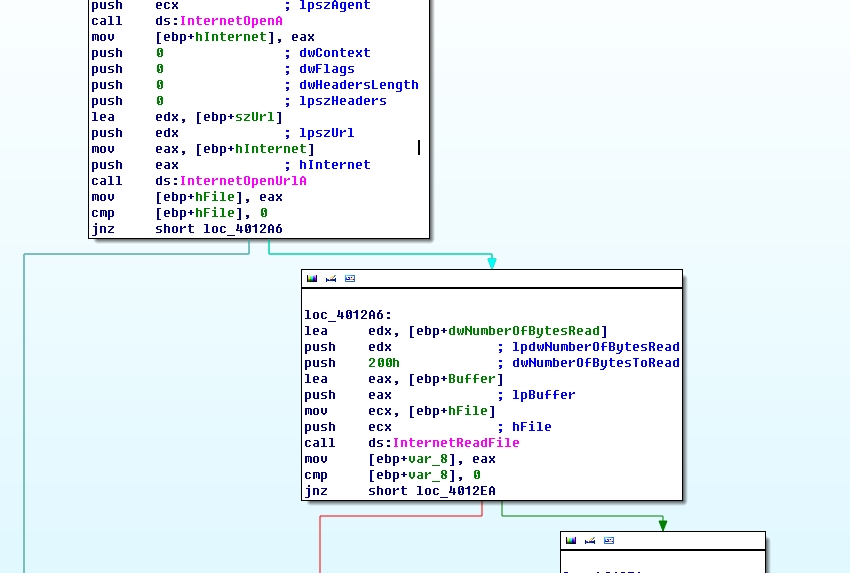 push ecx ; lpszAgent
call ds:InternetOpenA
mov [ebp+hInternet], eax
push 0 ; dwContext
push 0 ; dwFlags
push 0 ; dwHeadersLength
push 0 ; lpszHeaders
lea edx, [ebp+szUrl]
push edx ; lpszUrl
mov eax, [ebp+hInternet]
push eax ; hInternet
call ds:InternetOpenUrlA
mov [ebp+hFile], eax
cmp [ebp+hFile], 0
jnz short loc_4012A6
loc_4012A6:
lea edx, [ebp+dwNumberOfBytesRead]
push edx ; lpdwNumberOfBytesRead
push 200h ; dwNumberOfBytesToRead
lea eax, [ebp+Buffer]
push eax ; lpBuffer
mov ecx, [ebp+hFile]
push ecx ; hFile
call ds:InternetReadFile
mov [ebp+var_8], eax
cmp [ebp+var_8], 0
jnz short loc_4012EA